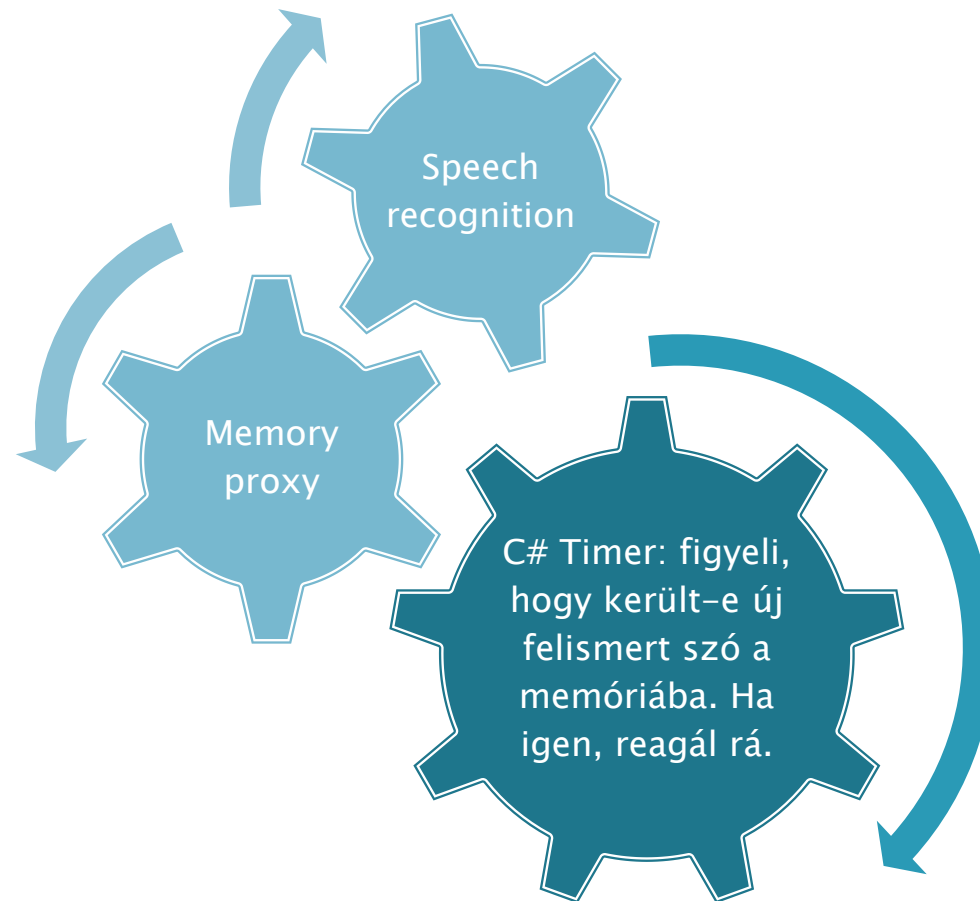 Speech
recognition
Memory
proxy
C# Timer: figyeli,
hogy került-e új
felismert szó a
memóriába. Ha
igen, reagál rá.